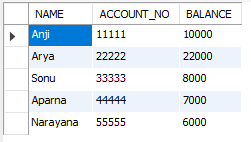 NAME ACCOUNT_NO BALANCE
Anji 11111 10000
Arya 22222 22000
Sonu 33333 8000
Aparna 44444 7000
Narayana 55555 6000